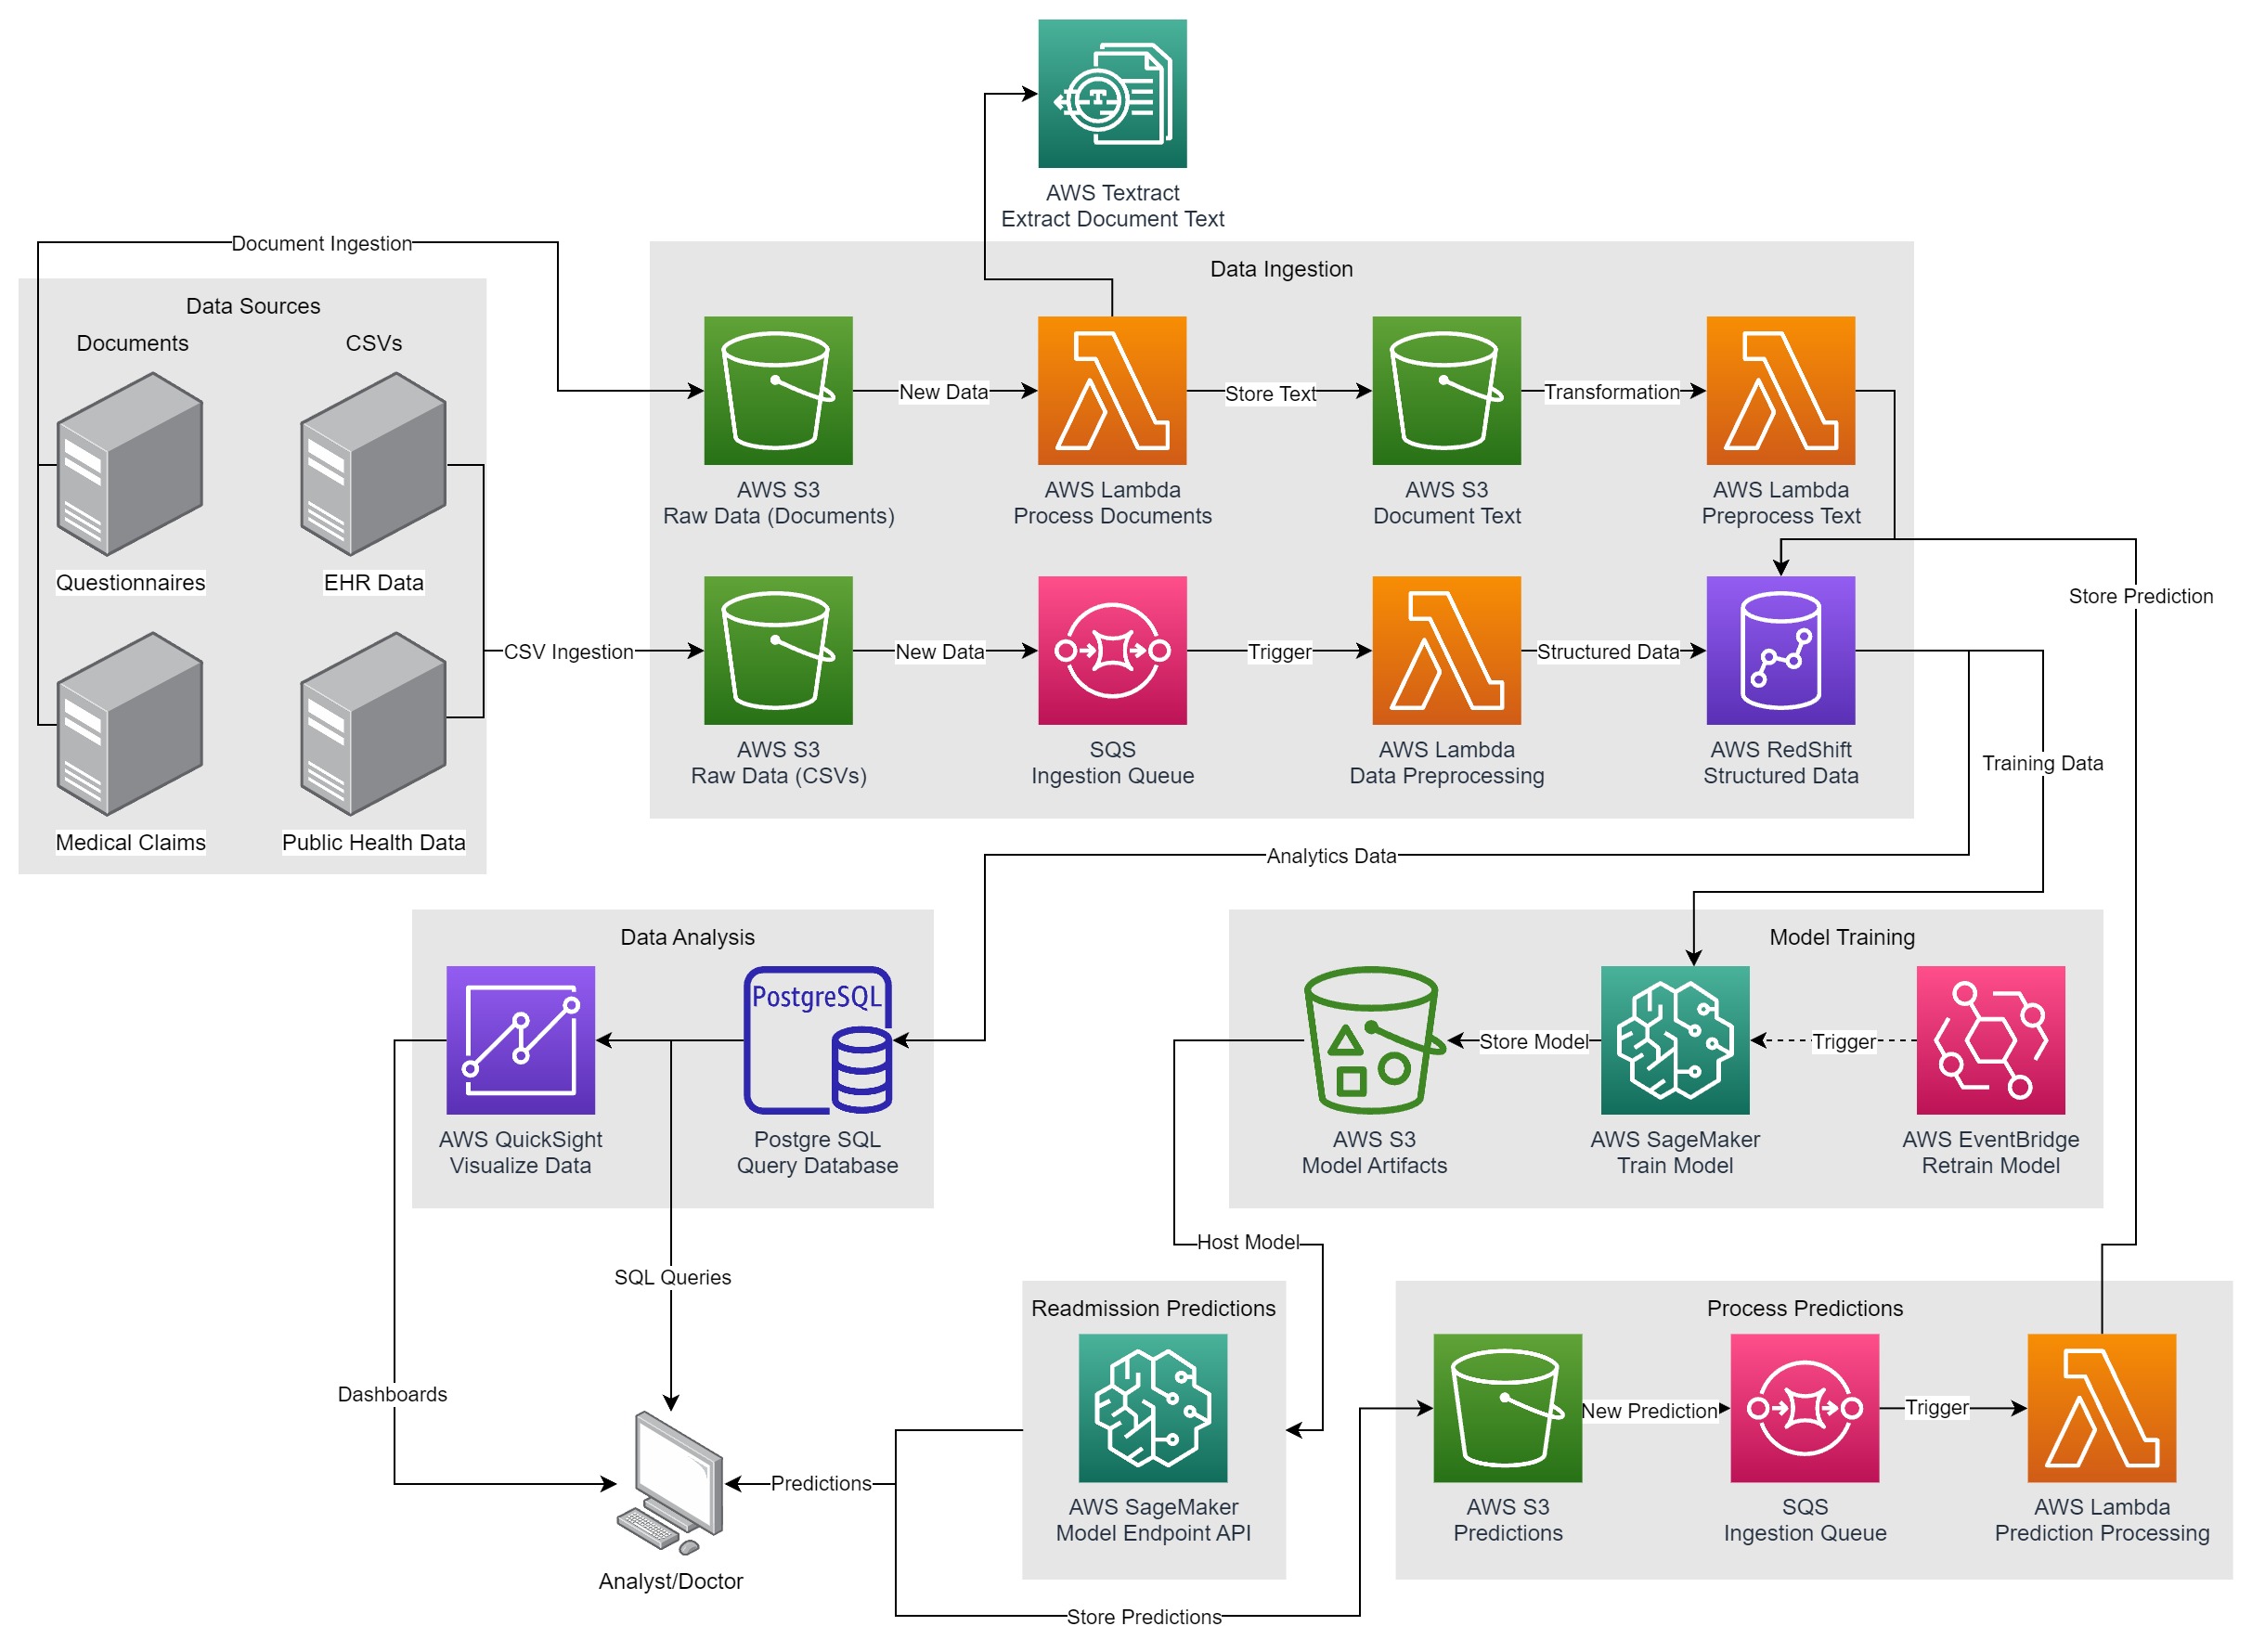 AWS Textract
Extract Document Text
Document Ingestion
Data Sources
Documents
CSVs
Questionnaires
EHR Data
Medical Claims
Public Health Data
CSV Ingestion
Data Ingestion
AWS S3
Raw Data (Documents)
New Data
AWS Lambda
Process Documents
Store Text
AWS S3
Document Text
Transformation
AWS Lambda
Preprocess Text
AWS S3
Raw Data (CSVs)
New Data
SQS
Ingestion Queue
Trigger
AWS Lambda
Data Preprocessing
Structured Data
AWS RedShift
Structured Data
Store Prediction
Training Data
Analytics Data
Data Analysis
AWS QuickSight
Visualize Data
PostgreSQL
Postgre SQL
Query Database
Model Training
AWS S3
Model Artifacts
Store Model
AWS SageMaker
Train Model
Trigger
AWS EventBridge
Retrain Model
Host Model
SQL Queries
Dashboards
Analyst/Doctor
Predictions
Readmission Predictions
AWS SageMaker
Model Endpoint API
Store Predictions
Process Predictions
AWS S3
Predictions
New Prediction
SQS
Ingestion Queue
Trigger
AWS Lambda
Prediction Processing